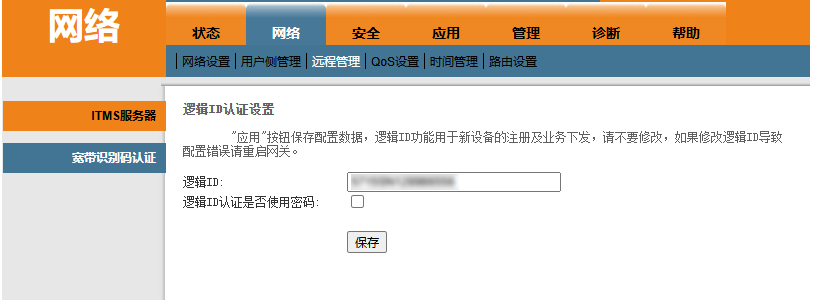 网络
状态 网络 安全 应用 管理 诊断 帮助
网络设置 用户侧管理 远程管理 QoS设置 时间管理 路由设置
ITMS服务器
宽带识别码认证
逻辑ID认证设置
"应用"按钮保存配置数据，逻辑ID功能用于新设备的注册及业务下发，请不要修改，如果修改逻辑ID导致
配置错误请重启网关。
逻辑ID:
逻辑ID认证是否使用密码:
保存